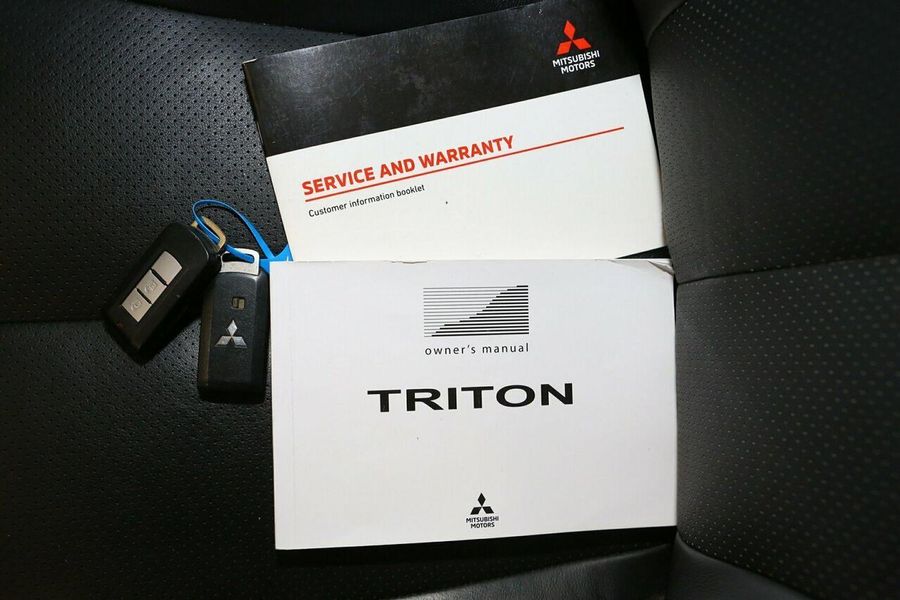 MITSUBISHI
MOTORS
SERVICE AND WARRANTY
Customer information booklet
owner's manual
TRITON
MITSUBISHI
MOTORS